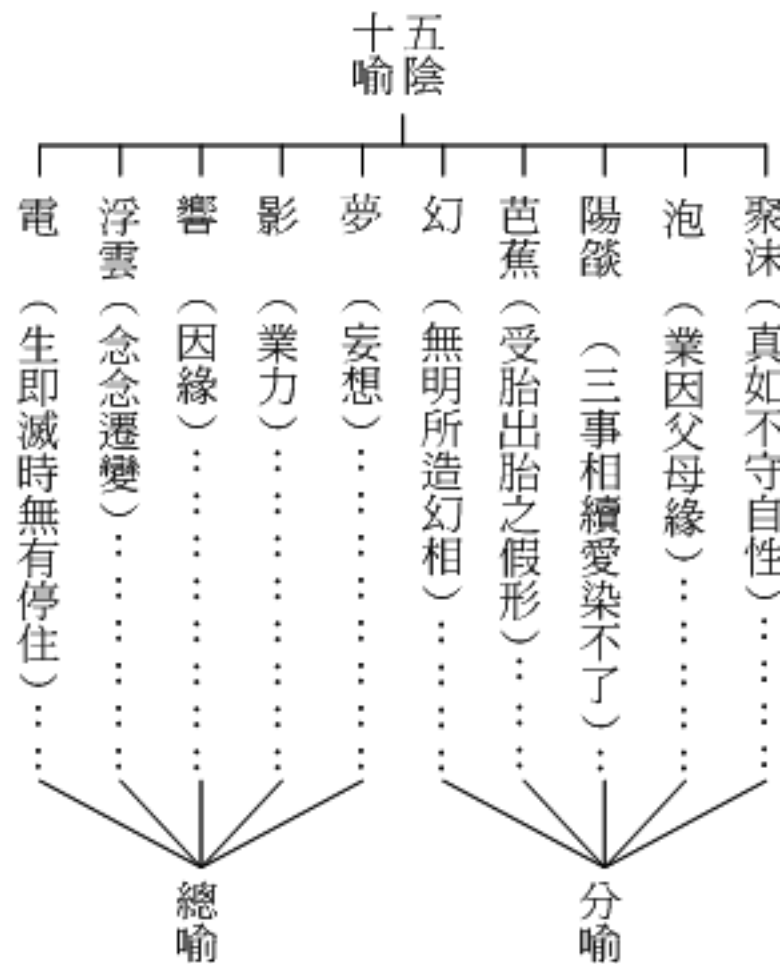 五陰
十喻
聚沫（真如不守自性）
泡（業因父母緣）
陽燄（三事相續愛染不了）
芭蕉（受胎出胎之假形）
幻（無明所造幻相）
夢（妄想）
影（業力）
響（因緣）
浮雲（念念遷變）
電（生即滅時無有停住）
分喻
總喻